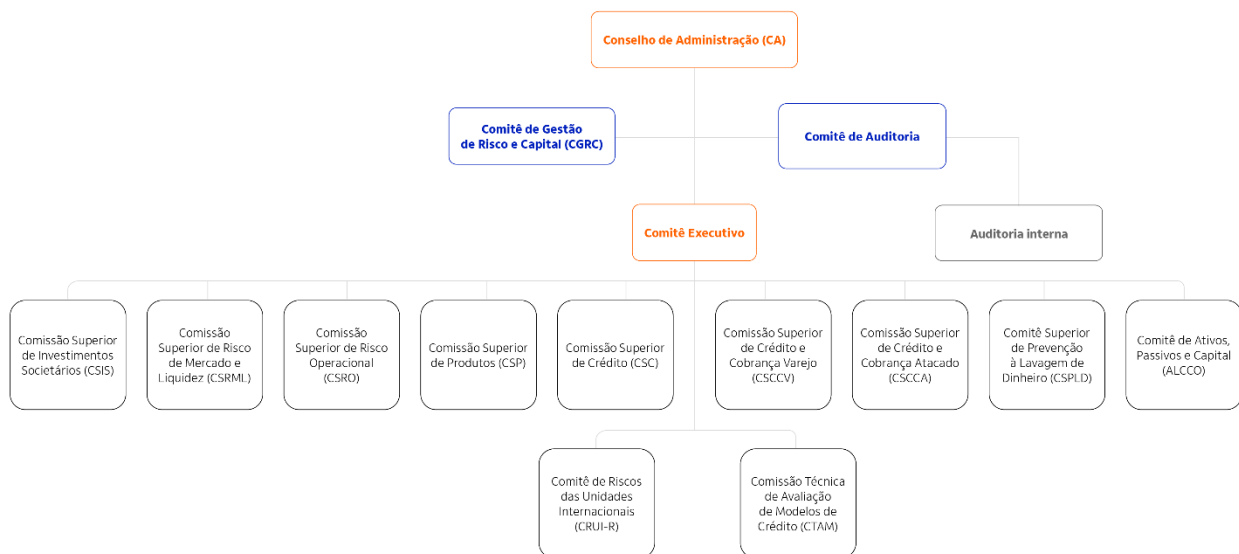 Conselho de Administração (CA)
Comitê de Gestão
de Risco e Capital (CGRC)
Comitê de Auditoria
Comitê Executivo
Auditoria interna
Comissão Superior
de Investimentos
Societários (CSIS)
Comissão
Superior de Risco
de Mercado e
Liquidez (CSRML)
Comissão
Superior de Risco
Operacional (CSRO)
Comissão Superior
de Produtos (CSP)
Comissão Superior
de Crédito (CSC)
Comissão Superior
de Crédito e
Cobrança Varejo
(CSCCV)
Comissão Superior
de Crédito e
Cobrança Atacado
(CSCCA)
Comitê Superior
de Prevenção
à Lavagem de
Dinheiro (CSPLD)
Comitê de Ativos,
Passivos e Capital
(ALCCO)
Comitê de Riscos
das Unidades
Internacionais
(CRUI-R)
Comissão Técnica
de Avaliação
de Modelos de
Crédito (CTAM)